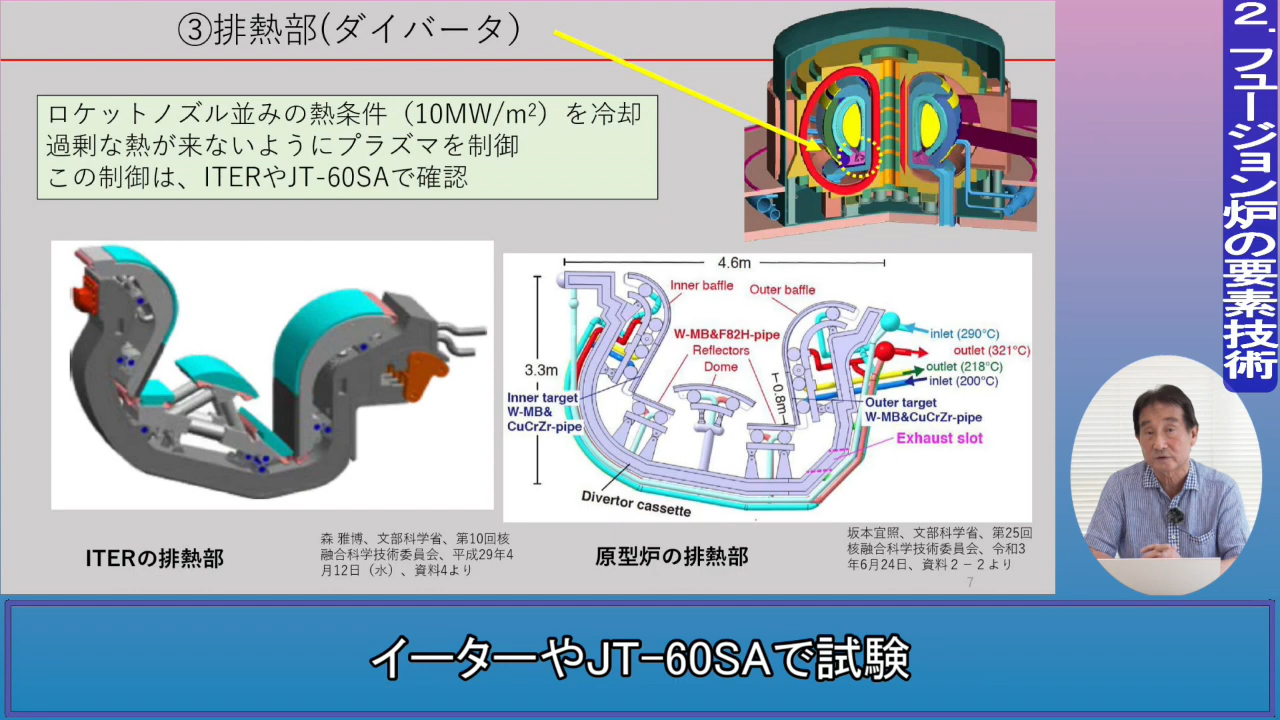 ③排熱部(ダイバータ)
ロケットノズル並みの熱条件（10MW/m²）を冷却
過剰な熱が来ないようにプラズマを制御
この制御は、ITERやJT-60SAで確認
4.6m
Inner baffle
Outer baffle
W-MB&F82H-pipe
Reflectors
Dome
inlet (290°C)
outlet (321°C)
outlet (218°C)
inlet (200°C)
3.3m
0.8m
Inner target
W-MB&
CuCrZr-pipe
Outer target
W-MB&CuCrZr-pipe
Exhaust slot
Divertor cassette
ITERの排熱部
森 雅博、文部科学省、第10回核
融合科学技術委員会、平成29年4
月12日（水）、資料4より
原型炉の排熱部
坂本宜照、文部科学省、第25回
核融合科学技術委員会、令和3
年6月24日、資料２－２より
7
2. フュージョン炉の要素技術
イーターやJT-60SAで試験